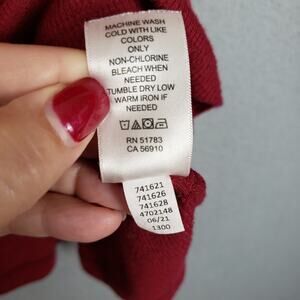 MACHINE WASH
COLD WITH LIKE
COLORS
ONLY
NON-CHLORINE
BLEACH WHEN
NEEDED
TUMBLE DRY LOW
WARM IRON IF
NEEDED
RN 51783
CA 56910
741621
741626
741628
4702148
06/21
1300